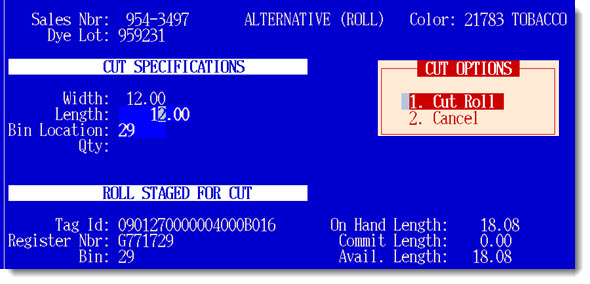 Sales Nbr: 954-3497 ALTERNATIVE (ROLL) Color: 21783 TOBACCO
Dye Lot: 959231
CUT SPECIFICATIONS
CUT OPTIONS
Width: 12.00
1. Cut Roll
Length: 12.00
2. Cancel
Bin Location: 29
Qty:
ROLL STAGED FOR CUT
Tag Id: 0901270000004000B016 On Hand Length: 18.08
Register Nbr: G771729 Commit Length: 0.00
Bin: 29 Avail. Length: 18.08